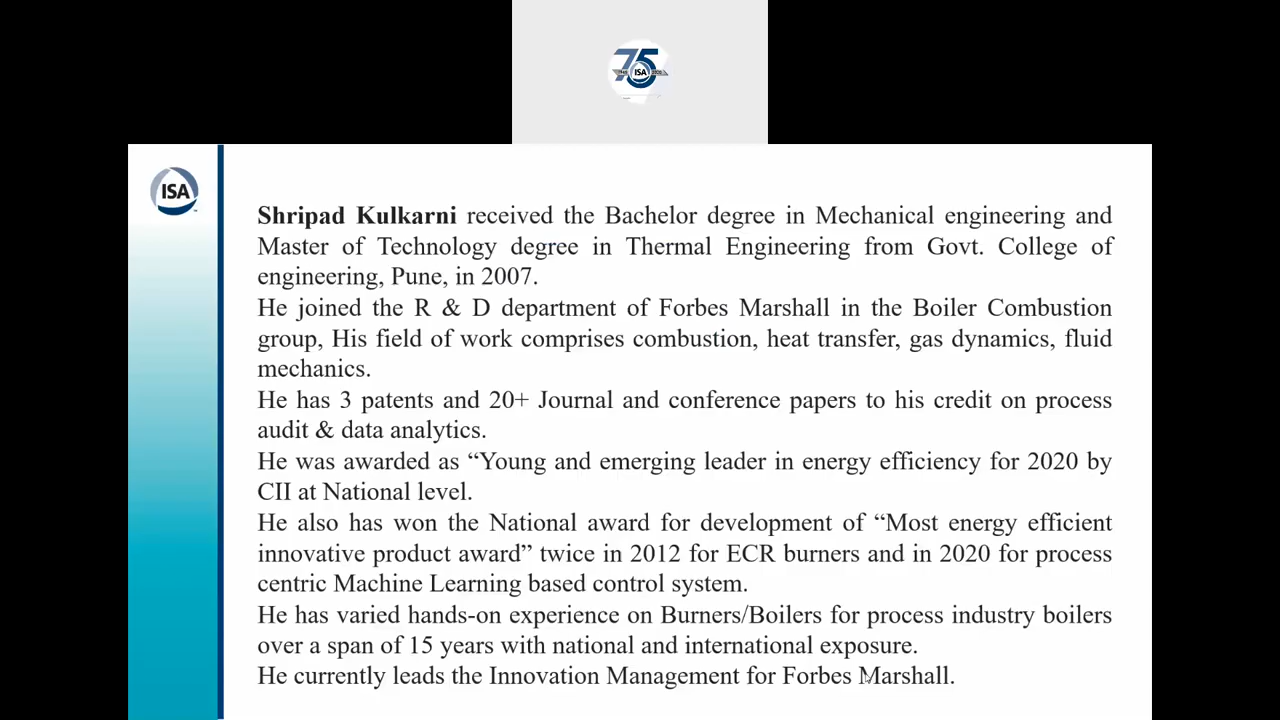 75
1945 ISA 2020
ISA
Shripad Kulkarni received the Bachelor degree in Mechanical engineering and
Master of Technology degree in Thermal Engineering from Govt. College of
engineering, Pune, in 2007.
He joined the R & D department of Forbes Marshall in the Boiler Combustion
group, His field of work comprises combustion, heat transfer, gas dynamics, fluid
mechanics.
He has 3 patents and 20+ Journal and conference papers to his credit on process
audit & data analytics.
He was awarded as “Young and emerging leader in energy efficiency for 2020 by
CII at National level.
He also has won the National award for development of “Most energy efficient
innovative product award” twice in 2012 for ECR burners and in 2020 for process
centric Machine Learning based control system.
He has varied hands-on experience on Burners/Boilers for process industry boilers
over a span of 15 years with national and international exposure.
He currently leads the Innovation Management for Forbes Marshall.